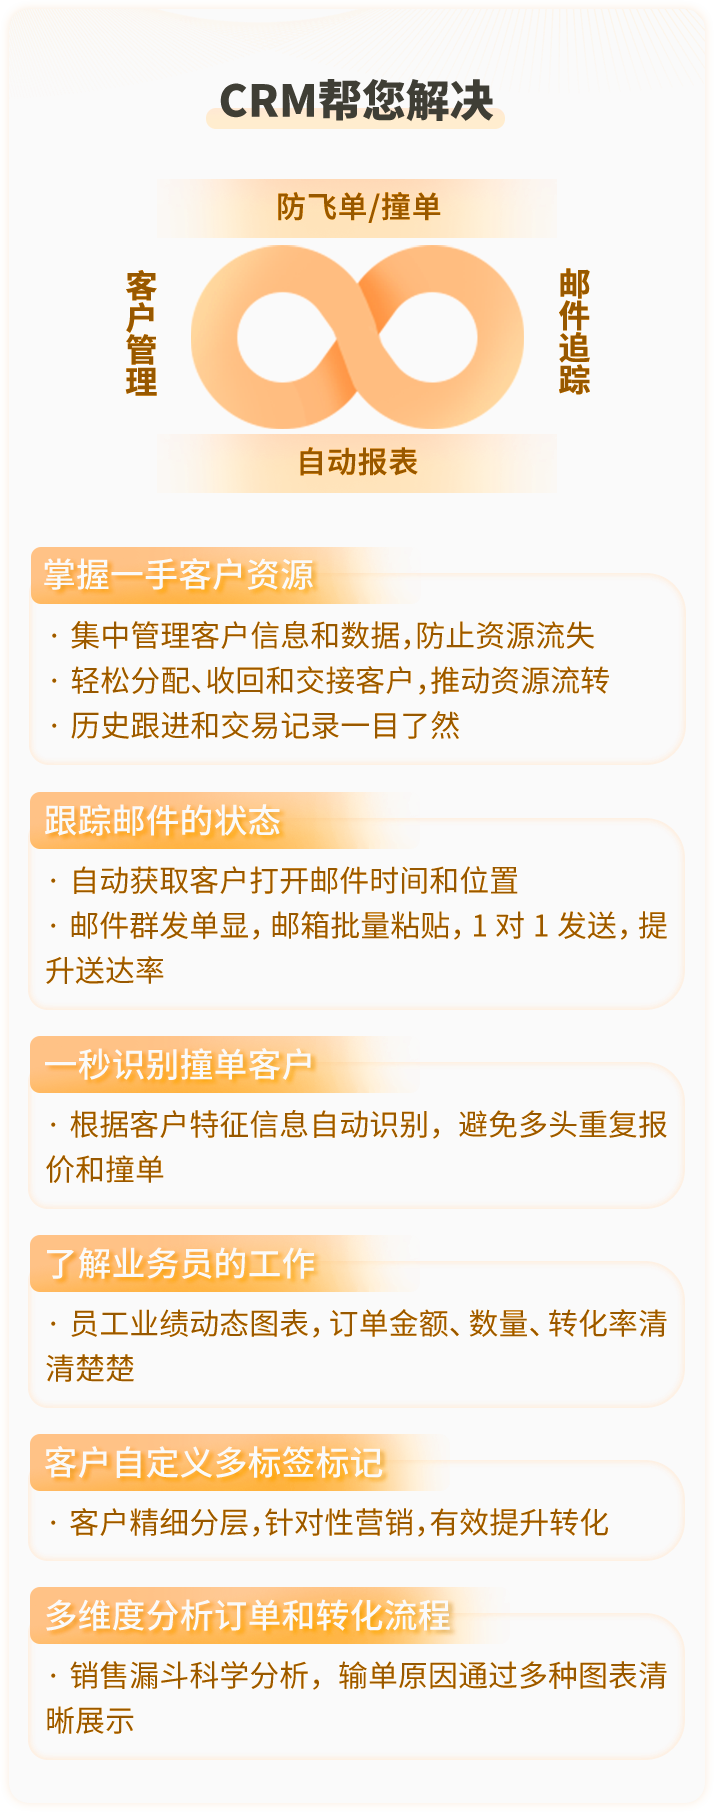 CRM帮您解决
防飞单/撞单
客户管理
邮件追踪
自动报表
掌握一手客户资源
· 集中管理客户信息和数据,防止资源流失
· 轻松分配、收回和交接客户,推动资源流转
· 历史跟进和交易记录一目了然
跟踪邮件的状态
· 自动获取客户打开邮件时间和位置
· 邮件群发单显，邮箱批量粘贴，1 对 1 发送，提
升送达率
一秒识别撞单客户
· 根据客户特征信息自动识别，避免多头重复报
价和撞单
了解业务员的工作
· 员工业绩动态图表，订单金额、数量、转化率清
清楚楚
客户自定义多标签标记
· 客户精细分层,针对性营销,有效提升转化
多维度分析订单和转化流程
· 销售漏斗科学分析，输单原因通过多种图表清
晰展示